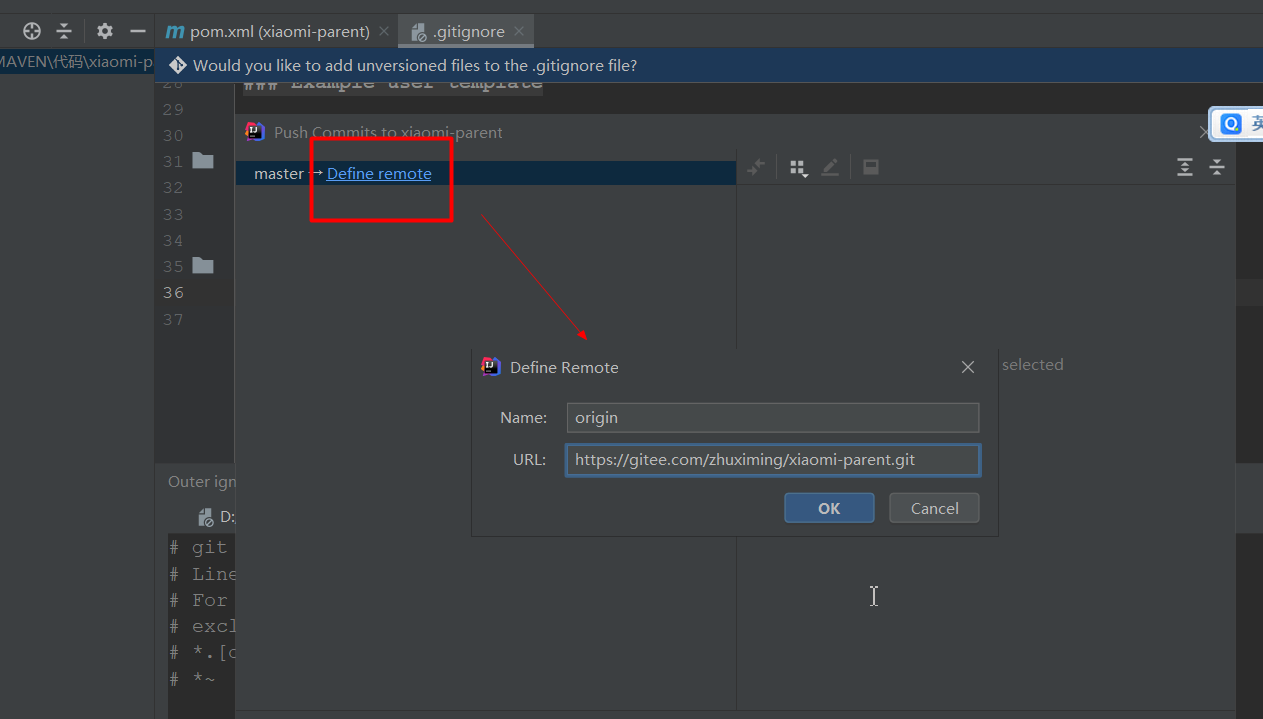 pom.xml (xiaomi-parent)
.gitignore
MAVEN\代码\xiaomi-p
Would you like to add unversioned files to the .gitignore file?
28
### Example user template
29
Push Commits to xiaomi-parent
英
30
31
master → Define remote
32
33
34
35
36
37
Define Remote
selected
Name:
origin
URL:
https://gitee.com/zhuximing/xiaomi-parent.git
OK
Cancel
Outer ign
D:
# git
# Line
# For
# excl
# *.[o
# *~